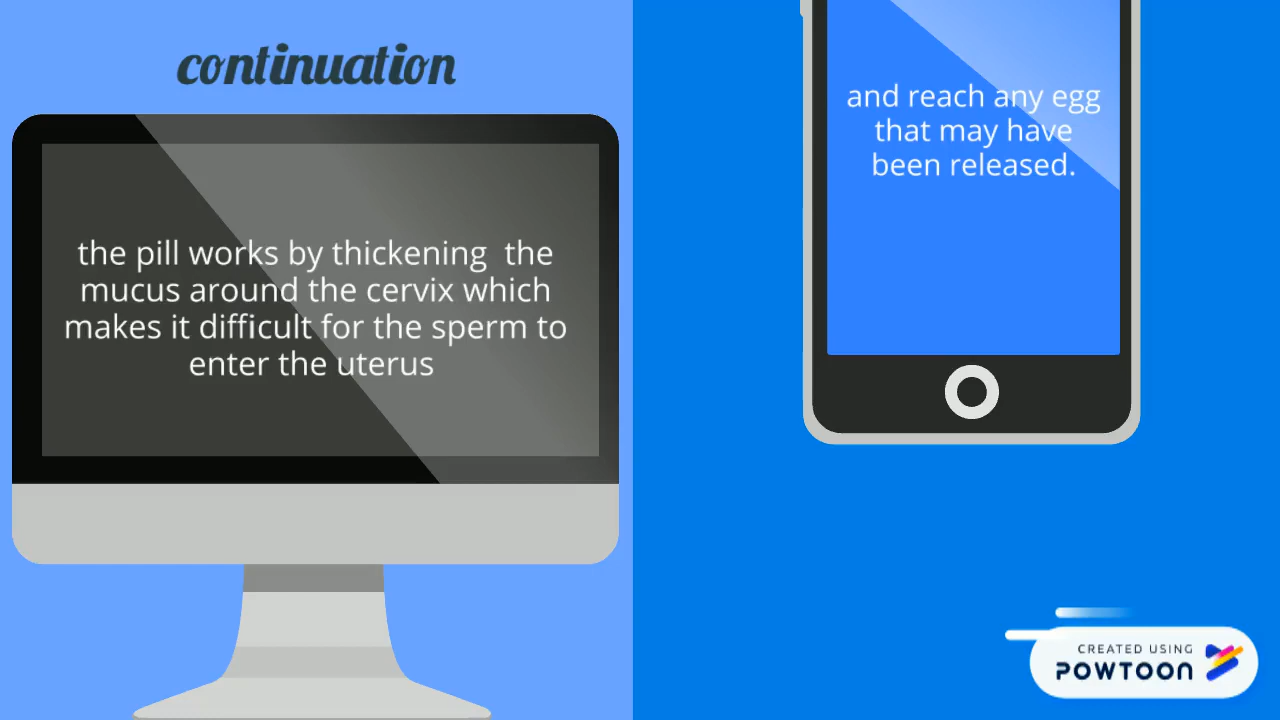 continuation
the pill works by thickening  the
mucus around the cervix which
makes it difficult for the sperm to
enter the uterus
and reach any egg
that may have
been released.
CREATED USING
POWTOON